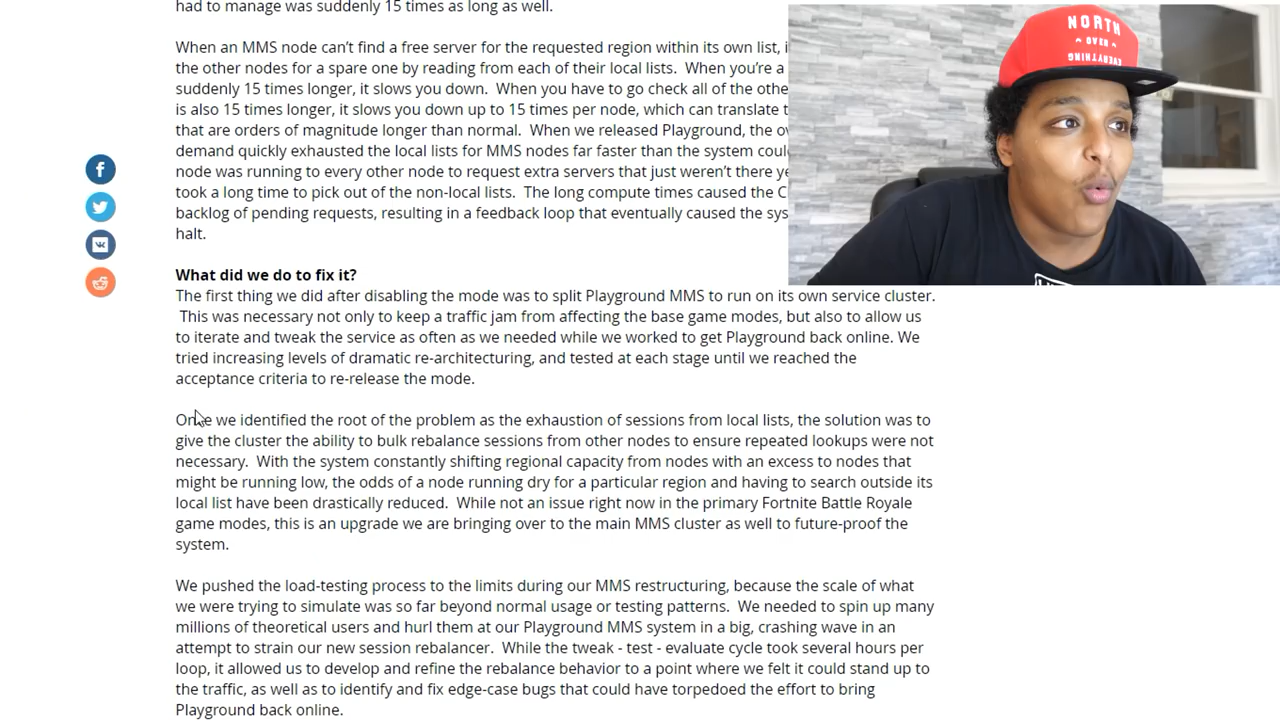 had to manage was suddenly 15 times as long as well.
When an MMS node can't find a free server for the requested region within its own list, i
the other nodes for a spare one by reading from each of their local lists.  When you're a
suddenly 15 times longer, it slows you down.  When you have to go check all of the othe
is also 15 times longer, it slows you down up to 15 times per node, which can translate t
that are orders of magnitude longer than normal.  When we released Playground, the ov
demand quickly exhausted the local lists for MMS nodes far faster than the system coul
node was running to every other node to request extra servers that just weren't there ye
took a long time to pick out of the non-local lists.  The long compute times caused the C
backlog of pending requests, resulting in a feedback loop that eventually caused the sys
halt.
What did we do to fix it?
The first thing we did after disabling the mode was to split Playground MMS to run on its own service cluster.
This was necessary not only to keep a traffic jam from affecting the base game modes, but also to allow us
to iterate and tweak the service as often as we needed while we worked to get Playground back online. We
tried increasing levels of dramatic re-architecturing, and tested at each stage until we reached the
acceptance criteria to re-release the mode.
Once we identified the root of the problem as the exhaustion of sessions from local lists, the solution was to
give the cluster the ability to bulk rebalance sessions from other nodes to ensure repeated lookups were not
necessary.  With the system constantly shifting regional capacity from nodes with an excess to nodes that
might be running low, the odds of a node running dry for a particular region and having to search outside its
local list have been drastically reduced.  While not an issue right now in the primary Fortnite Battle Royale
game modes, this is an upgrade we are bringing over to the main MMS cluster as well to future-proof the
system.
We pushed the load-testing process to the limits during our MMS restructuring, because the scale of what
we were trying to simulate was so far beyond normal usage or testing patterns.  We needed to spin up many
millions of theoretical users and hurl them at our Playground MMS system in a big, crashing wave in an
attempt to strain our new session rebalancer.  While the tweak - test - evaluate cycle took several hours per
loop, it allowed us to develop and refine the rebalance behavior to a point where we felt it could stand up to
the traffic, as well as to identify and fix edge-case bugs that could have torpedoed the effort to bring
Playground back online.
NORTH
OVER
EVERYTHING